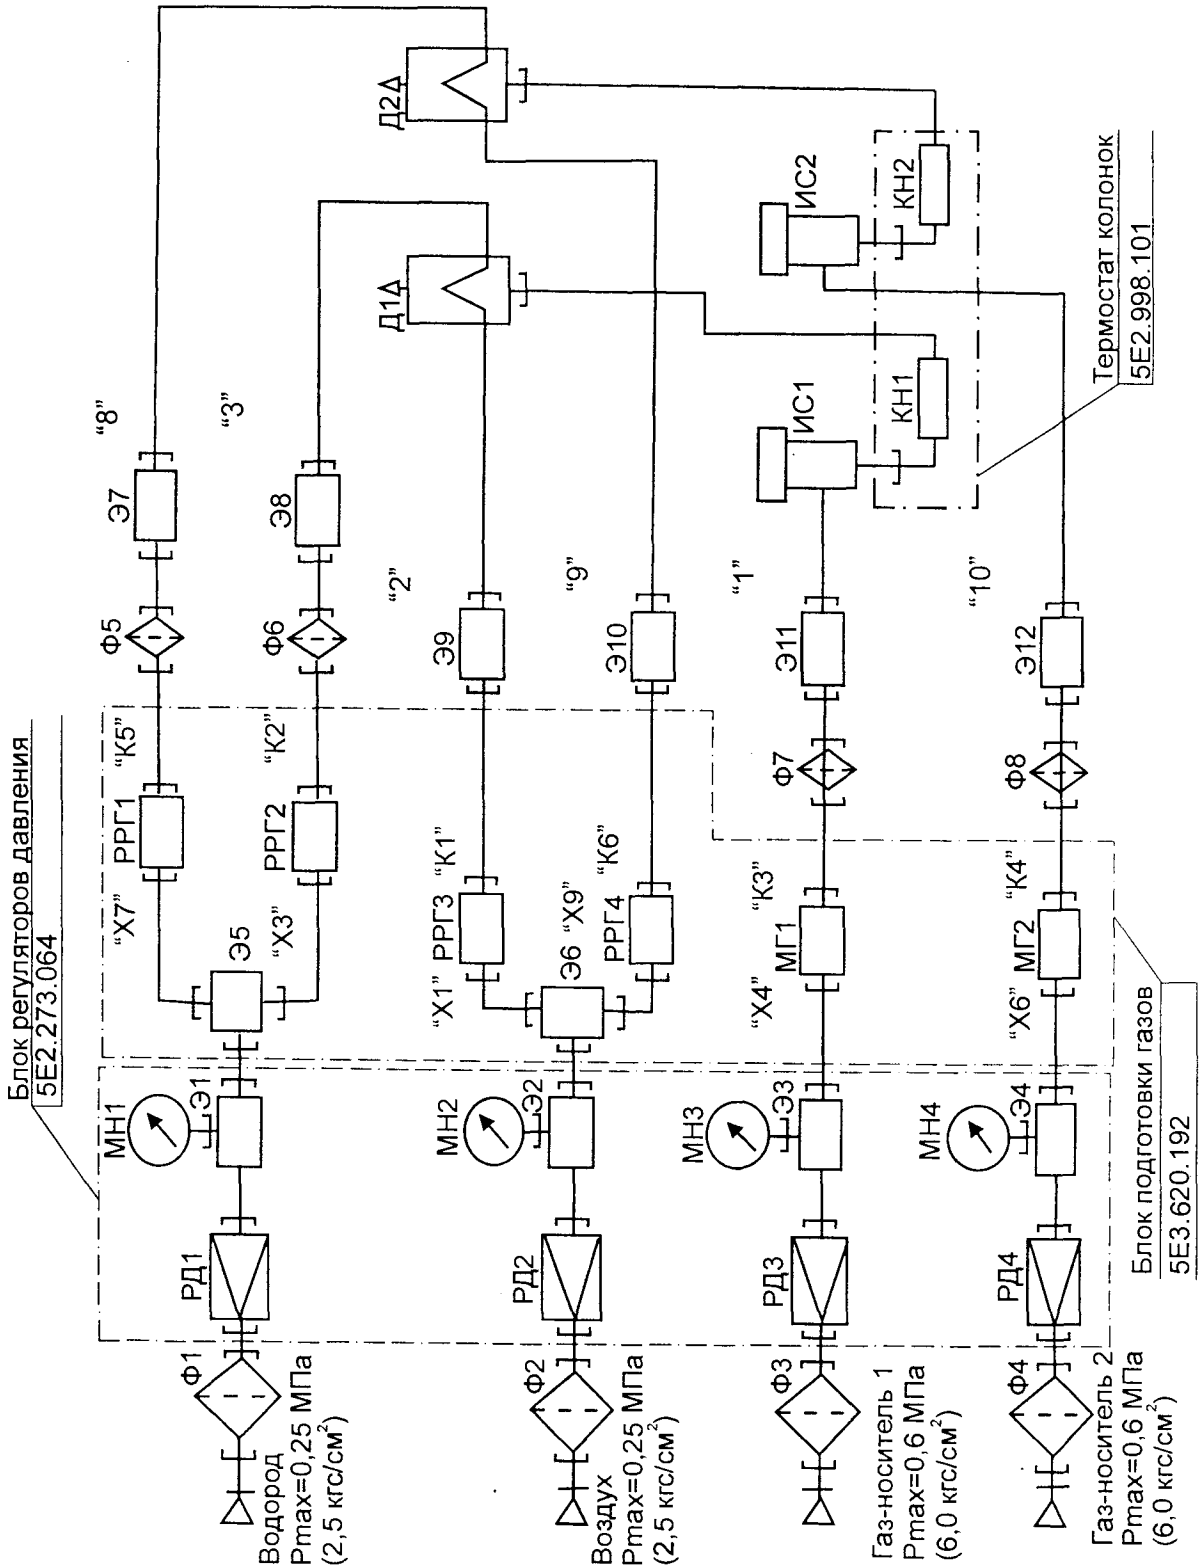 Блок регуляторов давления
5Е2.273.064
Водород
Pmax=0,25 МПа
(2,5 кгс/см²)
Ф1
РД1
МН1
Э1
Э5
“Х7”
РРГ1
“К5”
Ф5
Э7
“8”
“Х3”
РРГ2
“К2”
Ф6
Э8
“3”
Воздух
Pmax=0,25 МПа
(2,5 кгс/см²)
Ф2
РД2
МН2
Э2
Э6
“Х1”
РРГ3
“К1”
Э9
“2”
Д1
“Х9”
РРГ4
“К6”
Э10
“9”
Д2
Газ-носитель 1
Pmax=0,6 МПа
(6,0 кгс/см²)
Ф3
РД3
МН3
Э3
“Х4”
МГ1
“К3”
Ф7
Э11
“1”
ИС1
КН1
ИС2
КН2
Газ-носитель 2
Pmax=0,6 МПа
(6,0 кгс/см²)
Ф4
РД4
МН4
Э4
“Х6”
МГ2
“К4”
Ф8
Э12
“10”
Термостат колонок
5Е2.998.101
Блок подготовки газов
5Е3.620.192